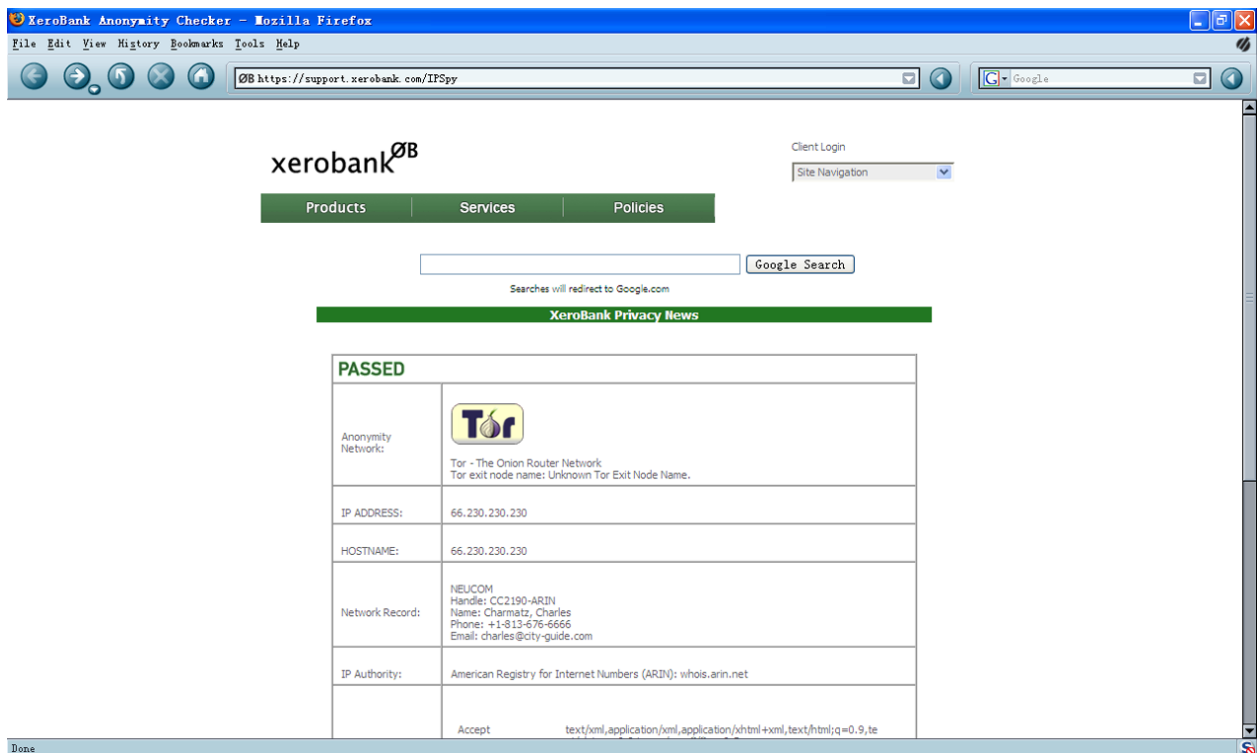 XeroBank Anonymity Checker - Mozilla Firefox
File Edit View History Bookmarks Tools Help
ØB https://support.xerobank.com/IPSpy
G Google
xerobankØB
Client Login
Site Navigation
Products Services Policies
Google Search
Searches will redirect to Google.com
XeroBank Privacy News
PASSED
Anonymity
Network:
Tor
Tor - The Onion Router Network
Tor exit node name: Unknown Tor Exit Node Name.
IP ADDRESS: 66.230.230.230
HOSTNAME: 66.230.230.230
Network Record:
NEUCOM
Handle: CC2190-ARIN
Name: Charmatz, Charles
Phone: +1-813-676-6666
Email: charles@city-guide.com
IP Authority: American Registry for Internet Numbers (ARIN): whois.arin.net
Accept text/xml,application/xml,application/xhtml+xml,text/html;q=0.9,te
Done